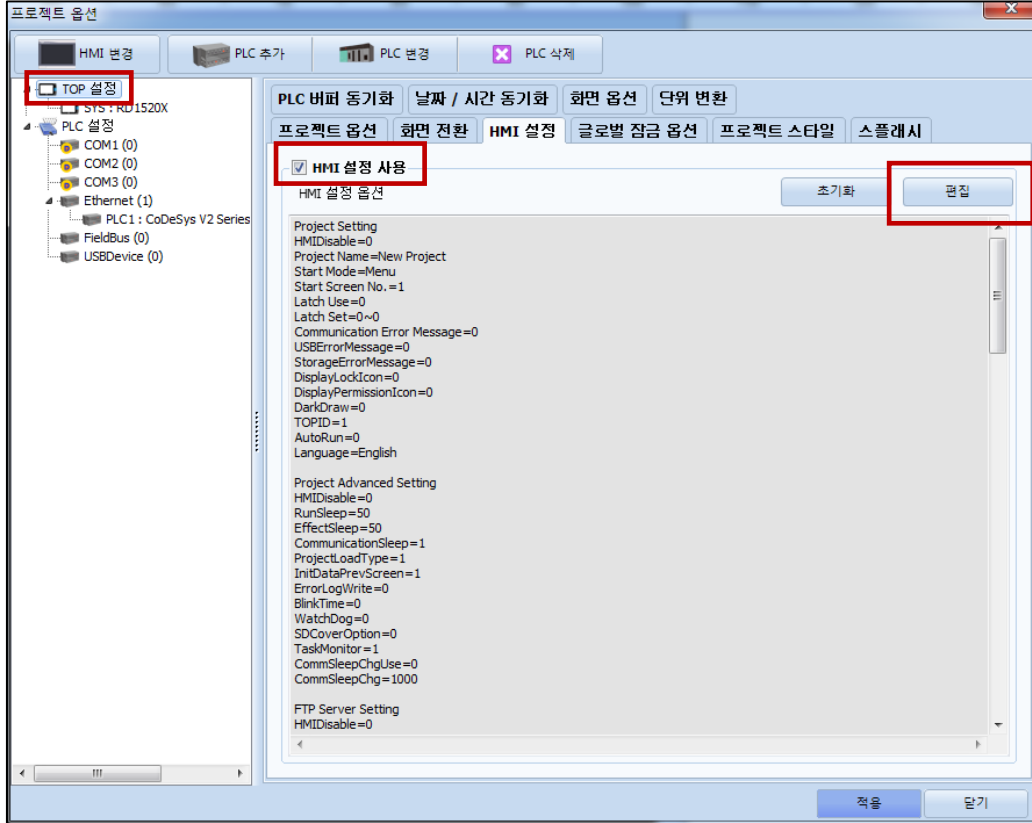 프로젝트 옵션
HMI 변경
PLC 추가
PLC 변경
PLC 삭제
TOP 설정
SYS : RD1520X
PLC 설정
COM1 (0)
COM2 (0)
COM3 (0)
Ethernet (1)
PLC1 : CoDeSys V2 Series
FieldBus (0)
USBDevice (0)
PLC 버퍼 동기화 날짜 / 시간 동기화 화면 옵션 단위 변환
프로젝트 옵션 화면 전환 HMI 설정 글로벌 잠금 옵션 프로젝트 스타일 스플래시
HMI 설정 사용
HMI 설정 옵션
초기화
편집
Project Setting
HMIDisable=0
Project Name=New Project
Start Mode=Menu
Start Screen No.=1
Latch Use=0
Latch Set=0~0
Communication Error Message=0
USBErrorMessage=0
StorageErrorMessage=0
DisplayLockIcon=0
DisplayPermissionIcon=0
DarkDraw=0
TOPID=1
AutoRun=0
Language=English
Project Advanced Setting
HMIDisable=0
RunSleep=50
EffectSleep=50
CommunicationSleep=1
ProjectLoadType=1
InitDataPrevScreen=1
ErrorLogWrite=0
BlinkTime=0
WatchDog=0
SDCoverOption=0
TaskMonitor=1
CommSleepChgUse=0
CommSleepChg=1000
FTP Server Setting
HMIDisable=0
적용
닫기